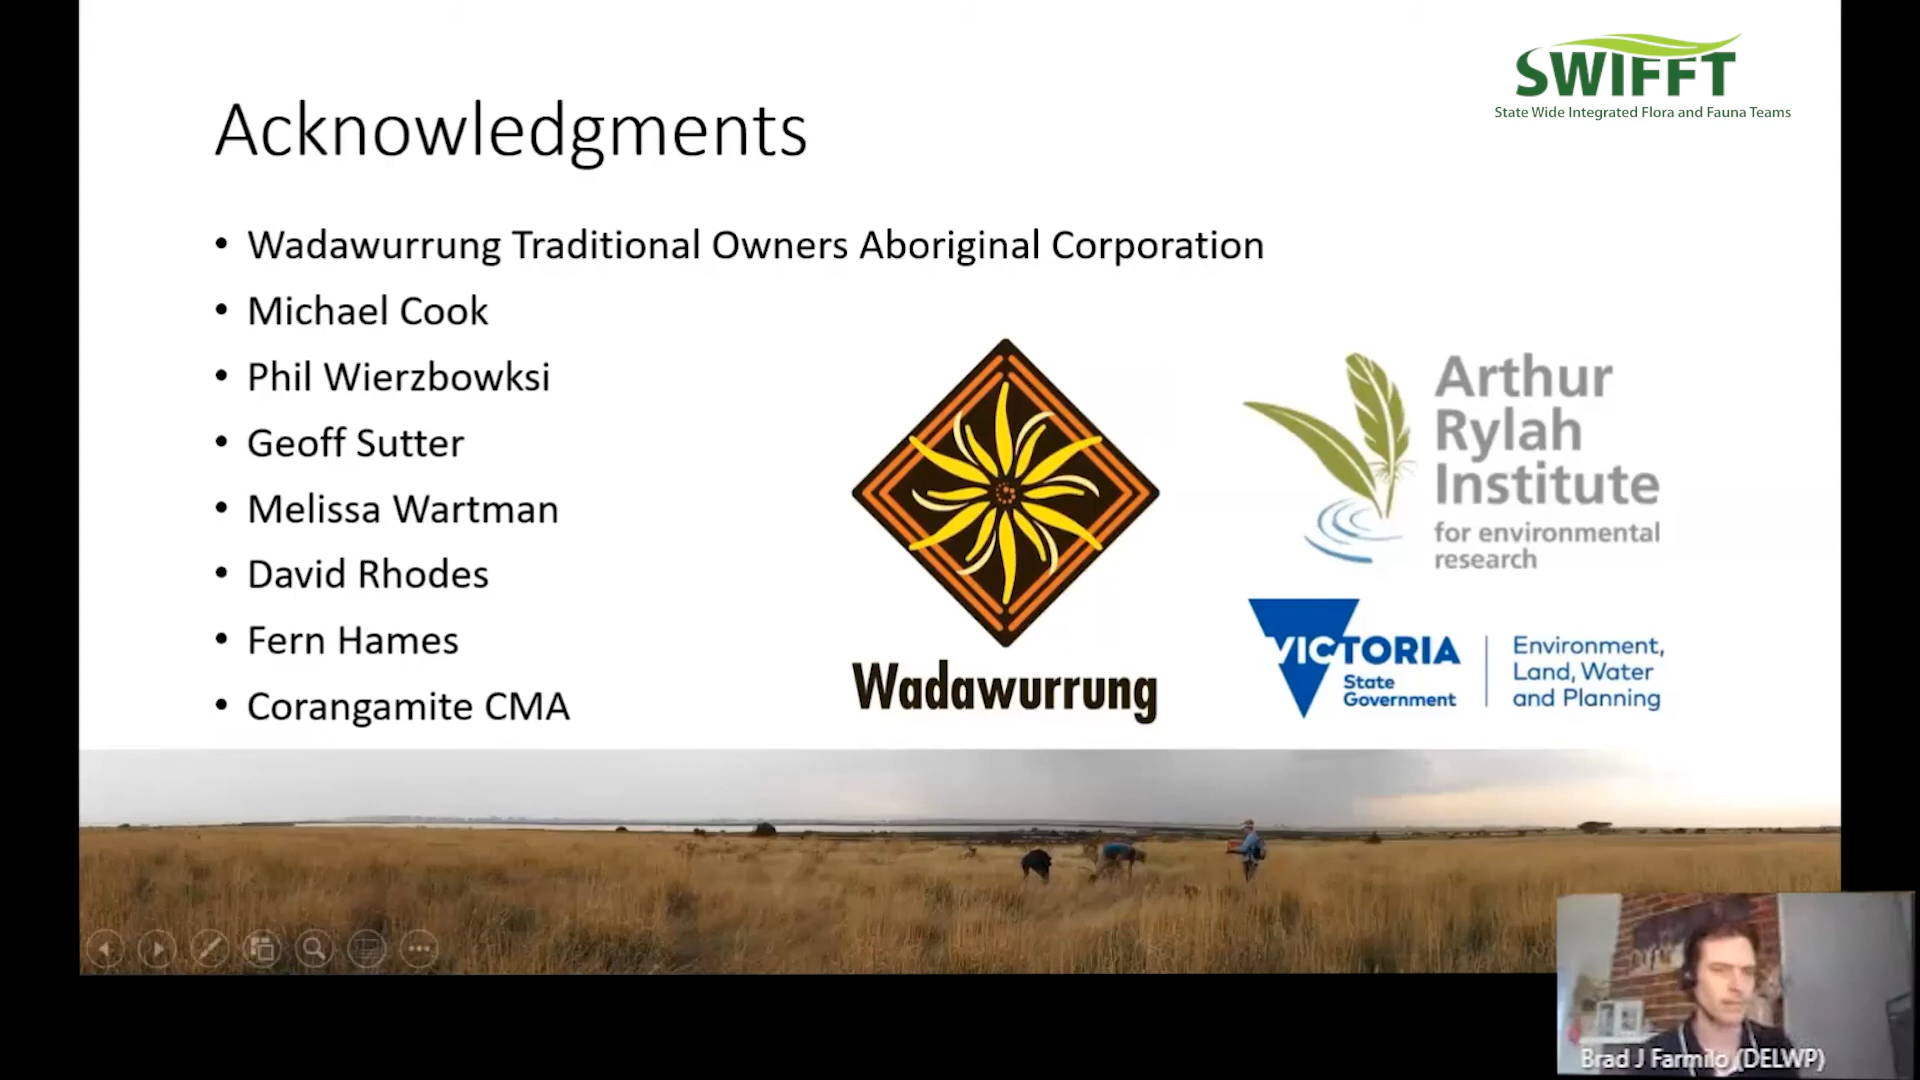 SWIFFT
State Wide Integrated Flora and Fauna Teams
Acknowledgments
• Wadawurrung Traditional Owners Aboriginal Corporation
• Michael Cook
• Phil Wierzbowksi
• Geoff Sutter
• Melissa Wartman
• David Rhodes
• Fern Hames
• Corangamite CMA
Wadawurrung
Arthur
Rylah
Institute
for environmental
research
VICTORIA
State
Government
Environment,
Land, Water
and Planning
Brad J Farmilo (DELWP)